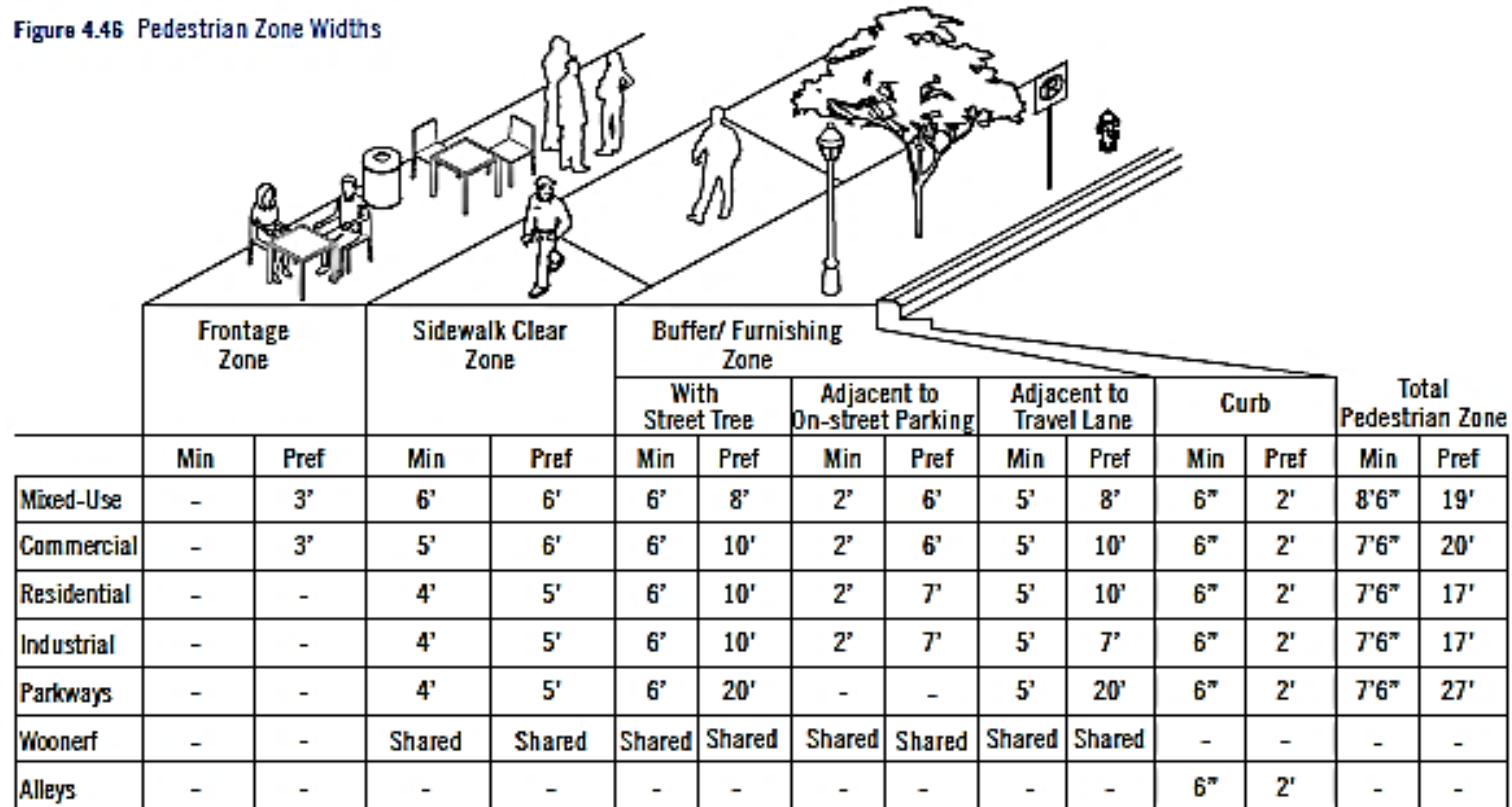 Figure 4.46 Pedestrian Zone Widths
Frontage Zone
Sidewalk Clear Zone
Buffer/ Furnishing Zone
With Street Tree
Adjacent to On-street Parking
Adjacent to Travel Lane
Curb
Total Pedestrian Zone
Min Pref Min Pref Min Pref Min Pref Min Pref Min Pref Min Pref
Mixed-Use - 3' 6' 6' 6' 8' 2' 6' 5' 8' 6" 2' 8'6" 19'
Commercial - 3' 5' 6' 6' 10' 2' 6' 5' 10' 6" 2' 7'6" 20'
Residential - - 4' 5' 6' 10' 2' 7' 5' 10' 6" 2' 7'6" 17'
Industrial - - 4' 5' 6' 10' 2' 7' 5' 7' 6" 2' 7'6" 17'
Parkways - - 4' 5' 6' 20' - - 5' 20' 6" 2' 7'6" 27'
Woonerf - - Shared Shared Shared Shared Shared Shared Shared Shared - - - -
Alleys - - - - - - - - - - 6" 2' - -